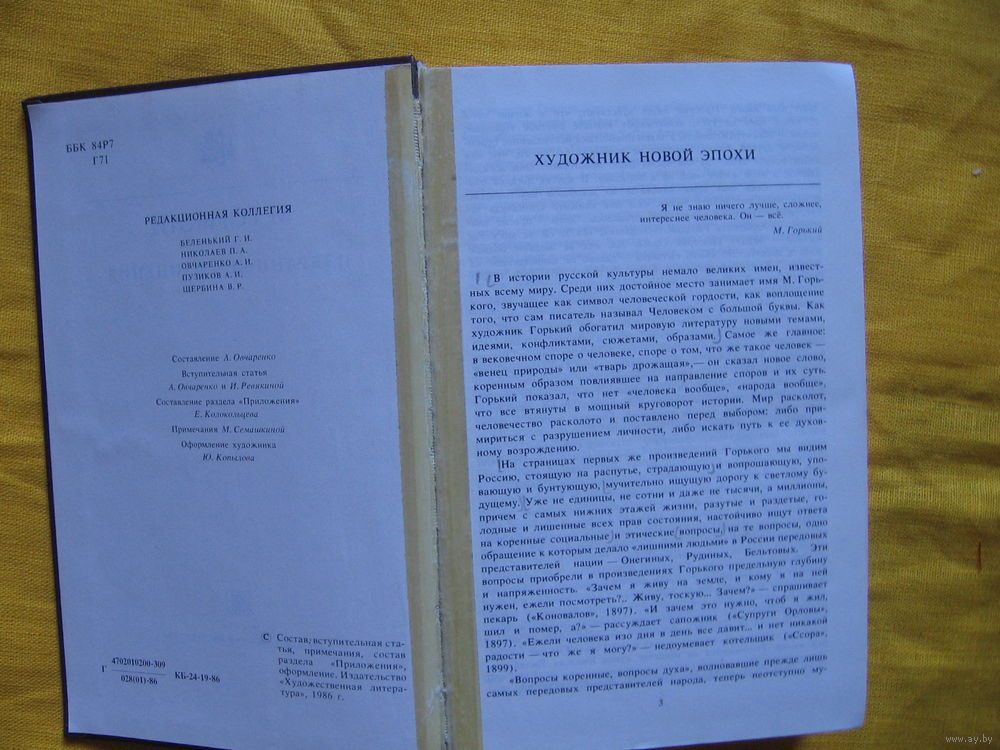 ББК 84Р7
Г71
РЕДАКЦИОННАЯ КОЛЛЕГИЯ
БЕЛЕНЬКИЙ Г. И.
НИКОЛАЕВ П. А.
ОВЧАРЕНКО А. И.
ПУЗИКОВ А. И.
ЩЕРБИНА В. Р.
Составление А. Овчаренко
Вступительная статья
А. Овчаренко и И. Ревякиной
Составление раздела «Приложения»
Е. Колокольцева
Примечания М. Семашкиной
Оформление художника
Ю. Копылова
Г 4702010200-309
028(01)-86
КБ-24-19-86
© Состав, вступительная ста-
тья, примечания, состав
раздела «Приложения»,
оформление. Издательство
«Художественная литера-
тура», 1986 г.
ХУДОЖНИК НОВОЙ ЭПОХИ
Я не знаю ничего лучше, сложнее,
интереснее человека. Он — всё.
М. Горький
В истории русской культуры немало великих имен, извест-
ных всему миру. Среди них достойное место занимает имя М. Горь-
кого, звучащее как символ человеческой гордости, как воплощение
того, что сам писатель называл Человеком с большой буквы. Как
художник Горький обогатил мировую литературу новыми темами,
идеями, конфликтами, сюжетами, образами. Самое же главное:
в вековечном споре о человеке, споре о том, что же такое человек —
«венец природы» или «тварь дрожащая»,— он сказал новое слово,
коренным образом повлиявшее на направление споров и их суть.
Горький показал, что нет «человека вообще», «народа вообще»,
что все втянуты в мощный круговорот истории. Мир расколот,
человечество расколото и поставлено перед выбором: либо при-
мириться с разрушением личности, либо искать путь к ее духов-
ному возрождению.
На страницах первых же произведений Горького мы видим
Россию, стоящую на распутье, страдающую и вопрошающую, упо-
вающую и бунтующую, мучительно ищущую дорогу к светлому бу-
дущему. Уже не единицы, не сотни и даже не тысячи, а миллионы,
причем с самых нижних этажей жизни, разутые и раздетые, го-
лодные и лишенные всех прав состояния, настойчиво ищут ответа
на коренные социальные и этические вопросы, на те вопросы, одно
обращение к которым делало «лишними людьми» в России передовых
представителей нации — Онегиных, Рудиных, Бельтовых. Эти
вопросы приобрели в произведениях Горького предельную глубину
и напряженность. «Зачем я живу на земле, и кому я на ней
нужен, ежели посмотреть?.. Живу, тоскую... Зачем?» — спрашивает
пекарь («Коновалов», 1897). «И зачем это нужно, чтоб я жил,
шил и помер, а?» — рассуждает сапожник («Супруги Орловы»,
1897). «Ежели человека изо дня в день все давит... и нет никакой
радости — что же я могу?» — недоумевает котельщик («Ссора»,
1899).
«Вопросы коренные, вопросы духа», волновавшие прежде лишь
самых передовых представителей народа, теперь неотступно му-
3
www.ay.by